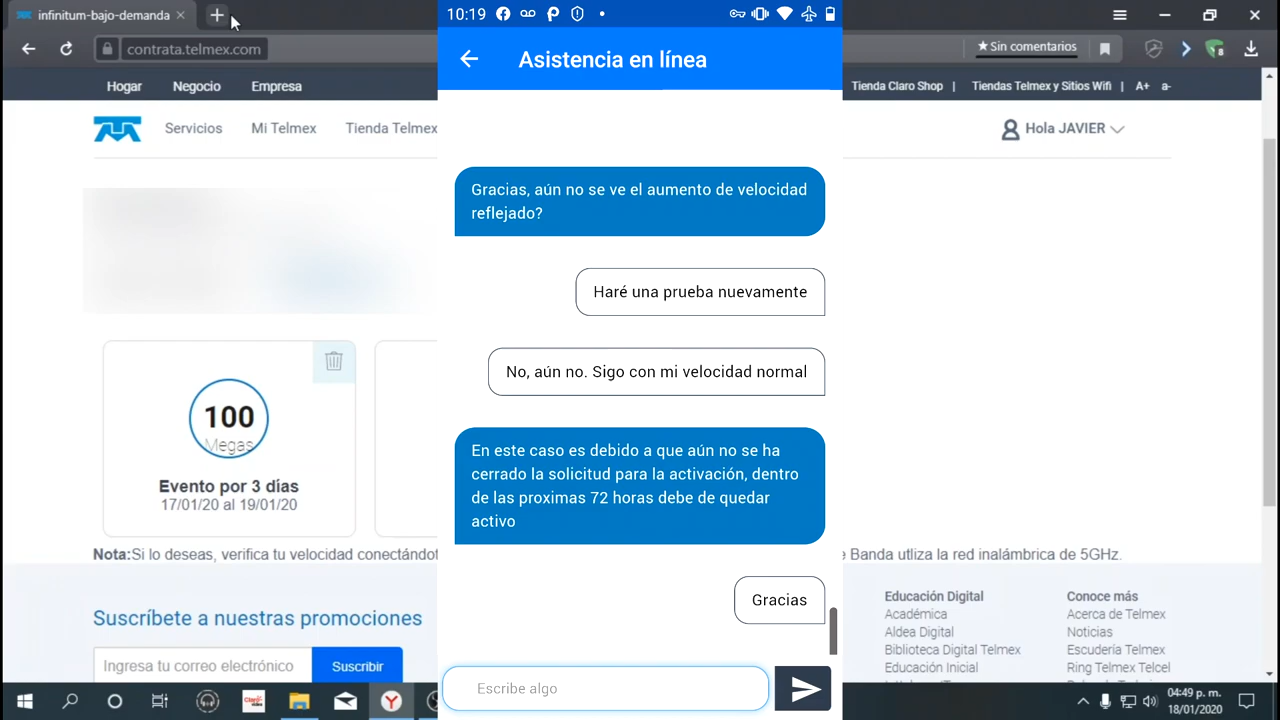 infinitum-bajo-demanda
contrata.telmex.com
Sin comentarios
Hogar
Negocio
Empresa
Tienda Claro Shop | Tiendas Telmex y Sitios Wifi | A+ a-
Servicios
Mi Telmex
Tienda Telmex
Hola JAVIER
100
Megas
Evento por 3 días
17/01/20 al 19/01/20
Nota:Si lo deseas, verifica tu velocidad conectándot
e Banda utliza la red inalámbrica de 5GHz.
Suscríbete a nuestras promociones
Ingresa tu correo electrónico
Suscribir
Educación Digital
Académica
Aldea Digital
Biblioteca Digital Telmex
Educación Inicial
Conoce más
Acerca de Telmex
Noticias
Escudería Telmex
Ring Telmex Telcel
04:49 p. m.
18/01/2020
10:19
Asistencia en línea
Gracias, aún no se ve el aumento de velocidad
reflejado?
Haré una prueba nuevamente
No, aún no. Sigo con mi velocidad normal
En este caso es debido a que aún no se ha
cerrado la solicitud para la activación, dentro
de las proximas 72 horas debe de quedar
activo
Gracias
Escribe algo